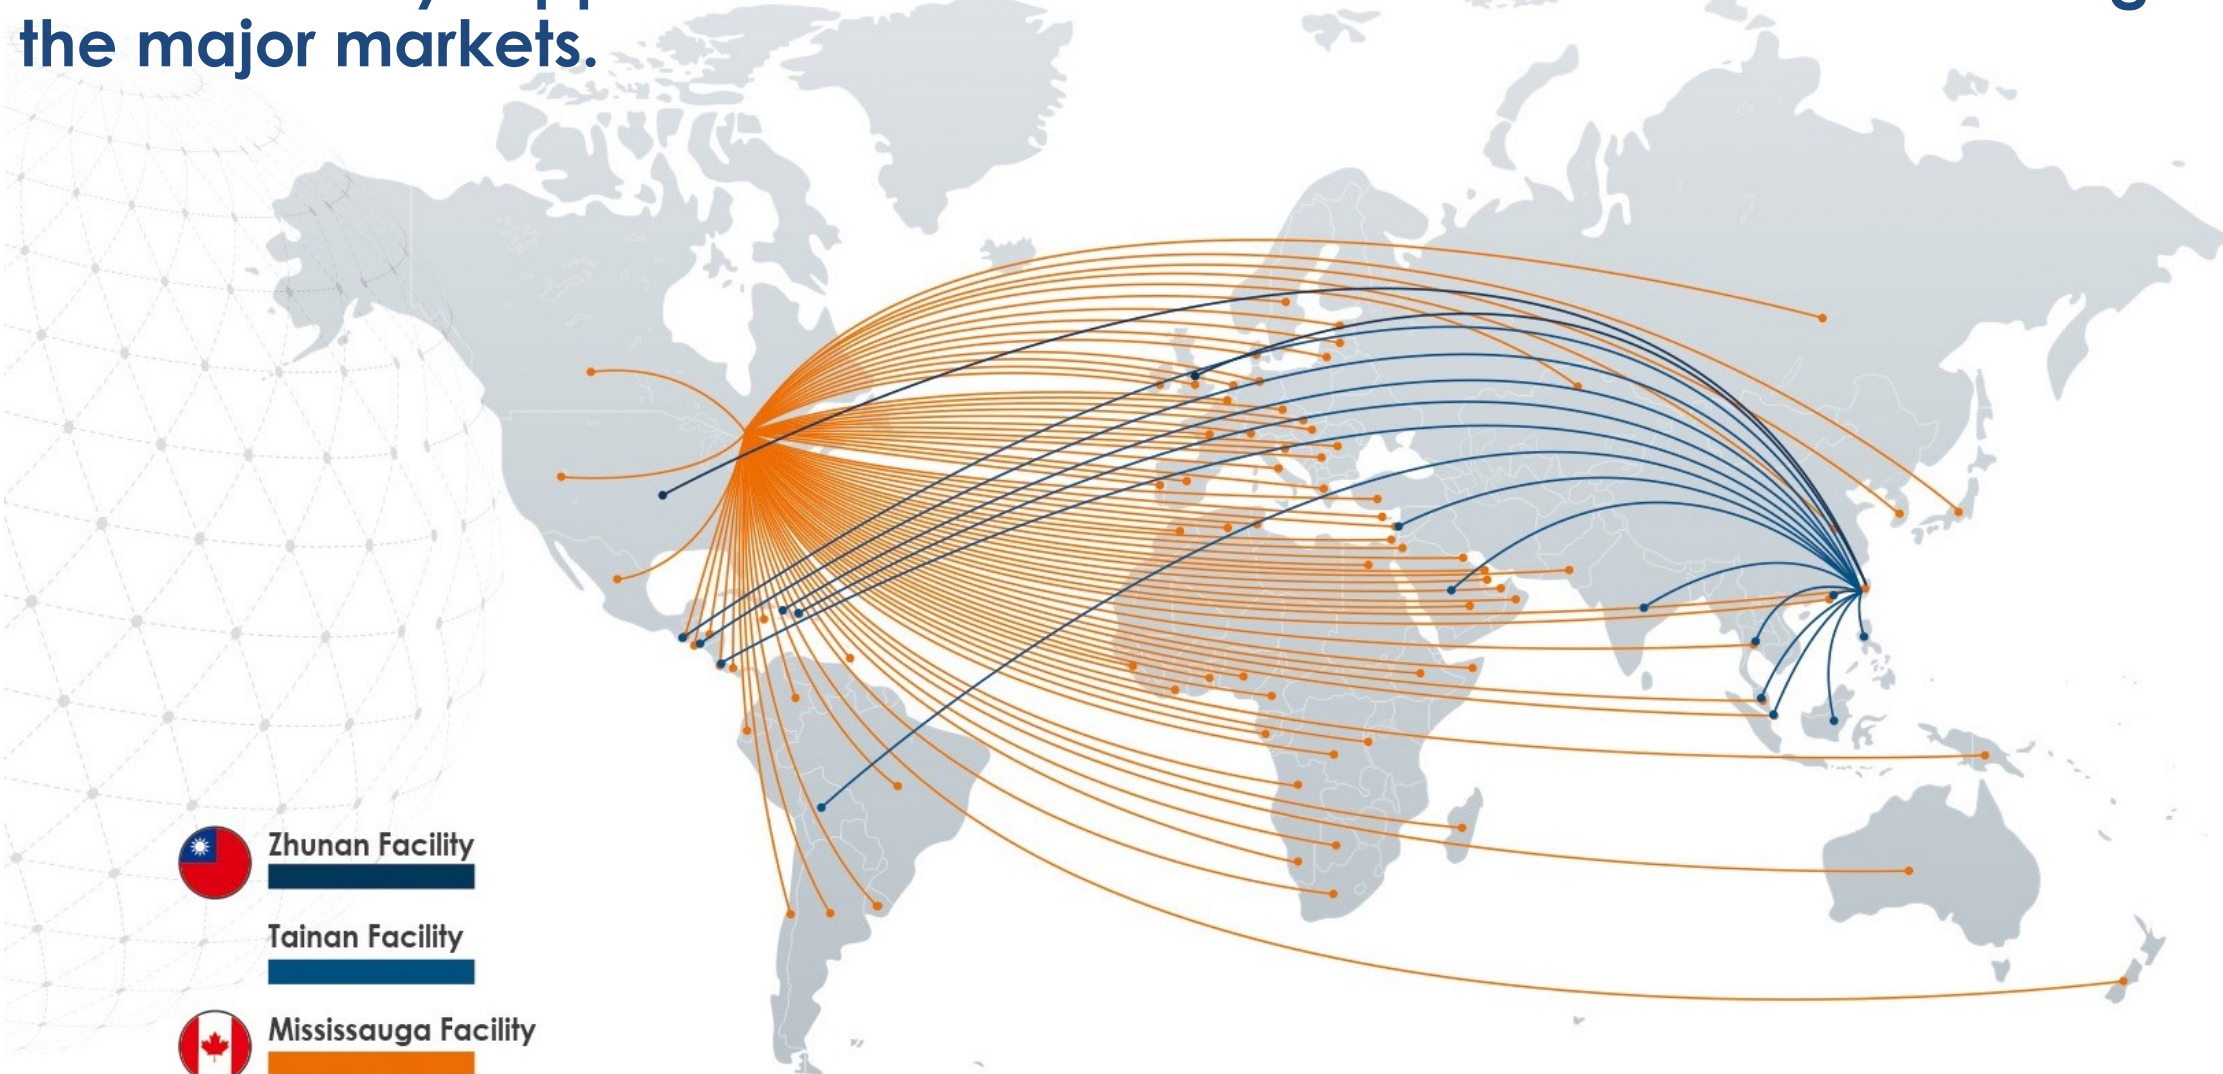 the major markets.
Zhunan Facility
Tainan Facility
Mississauga Facility